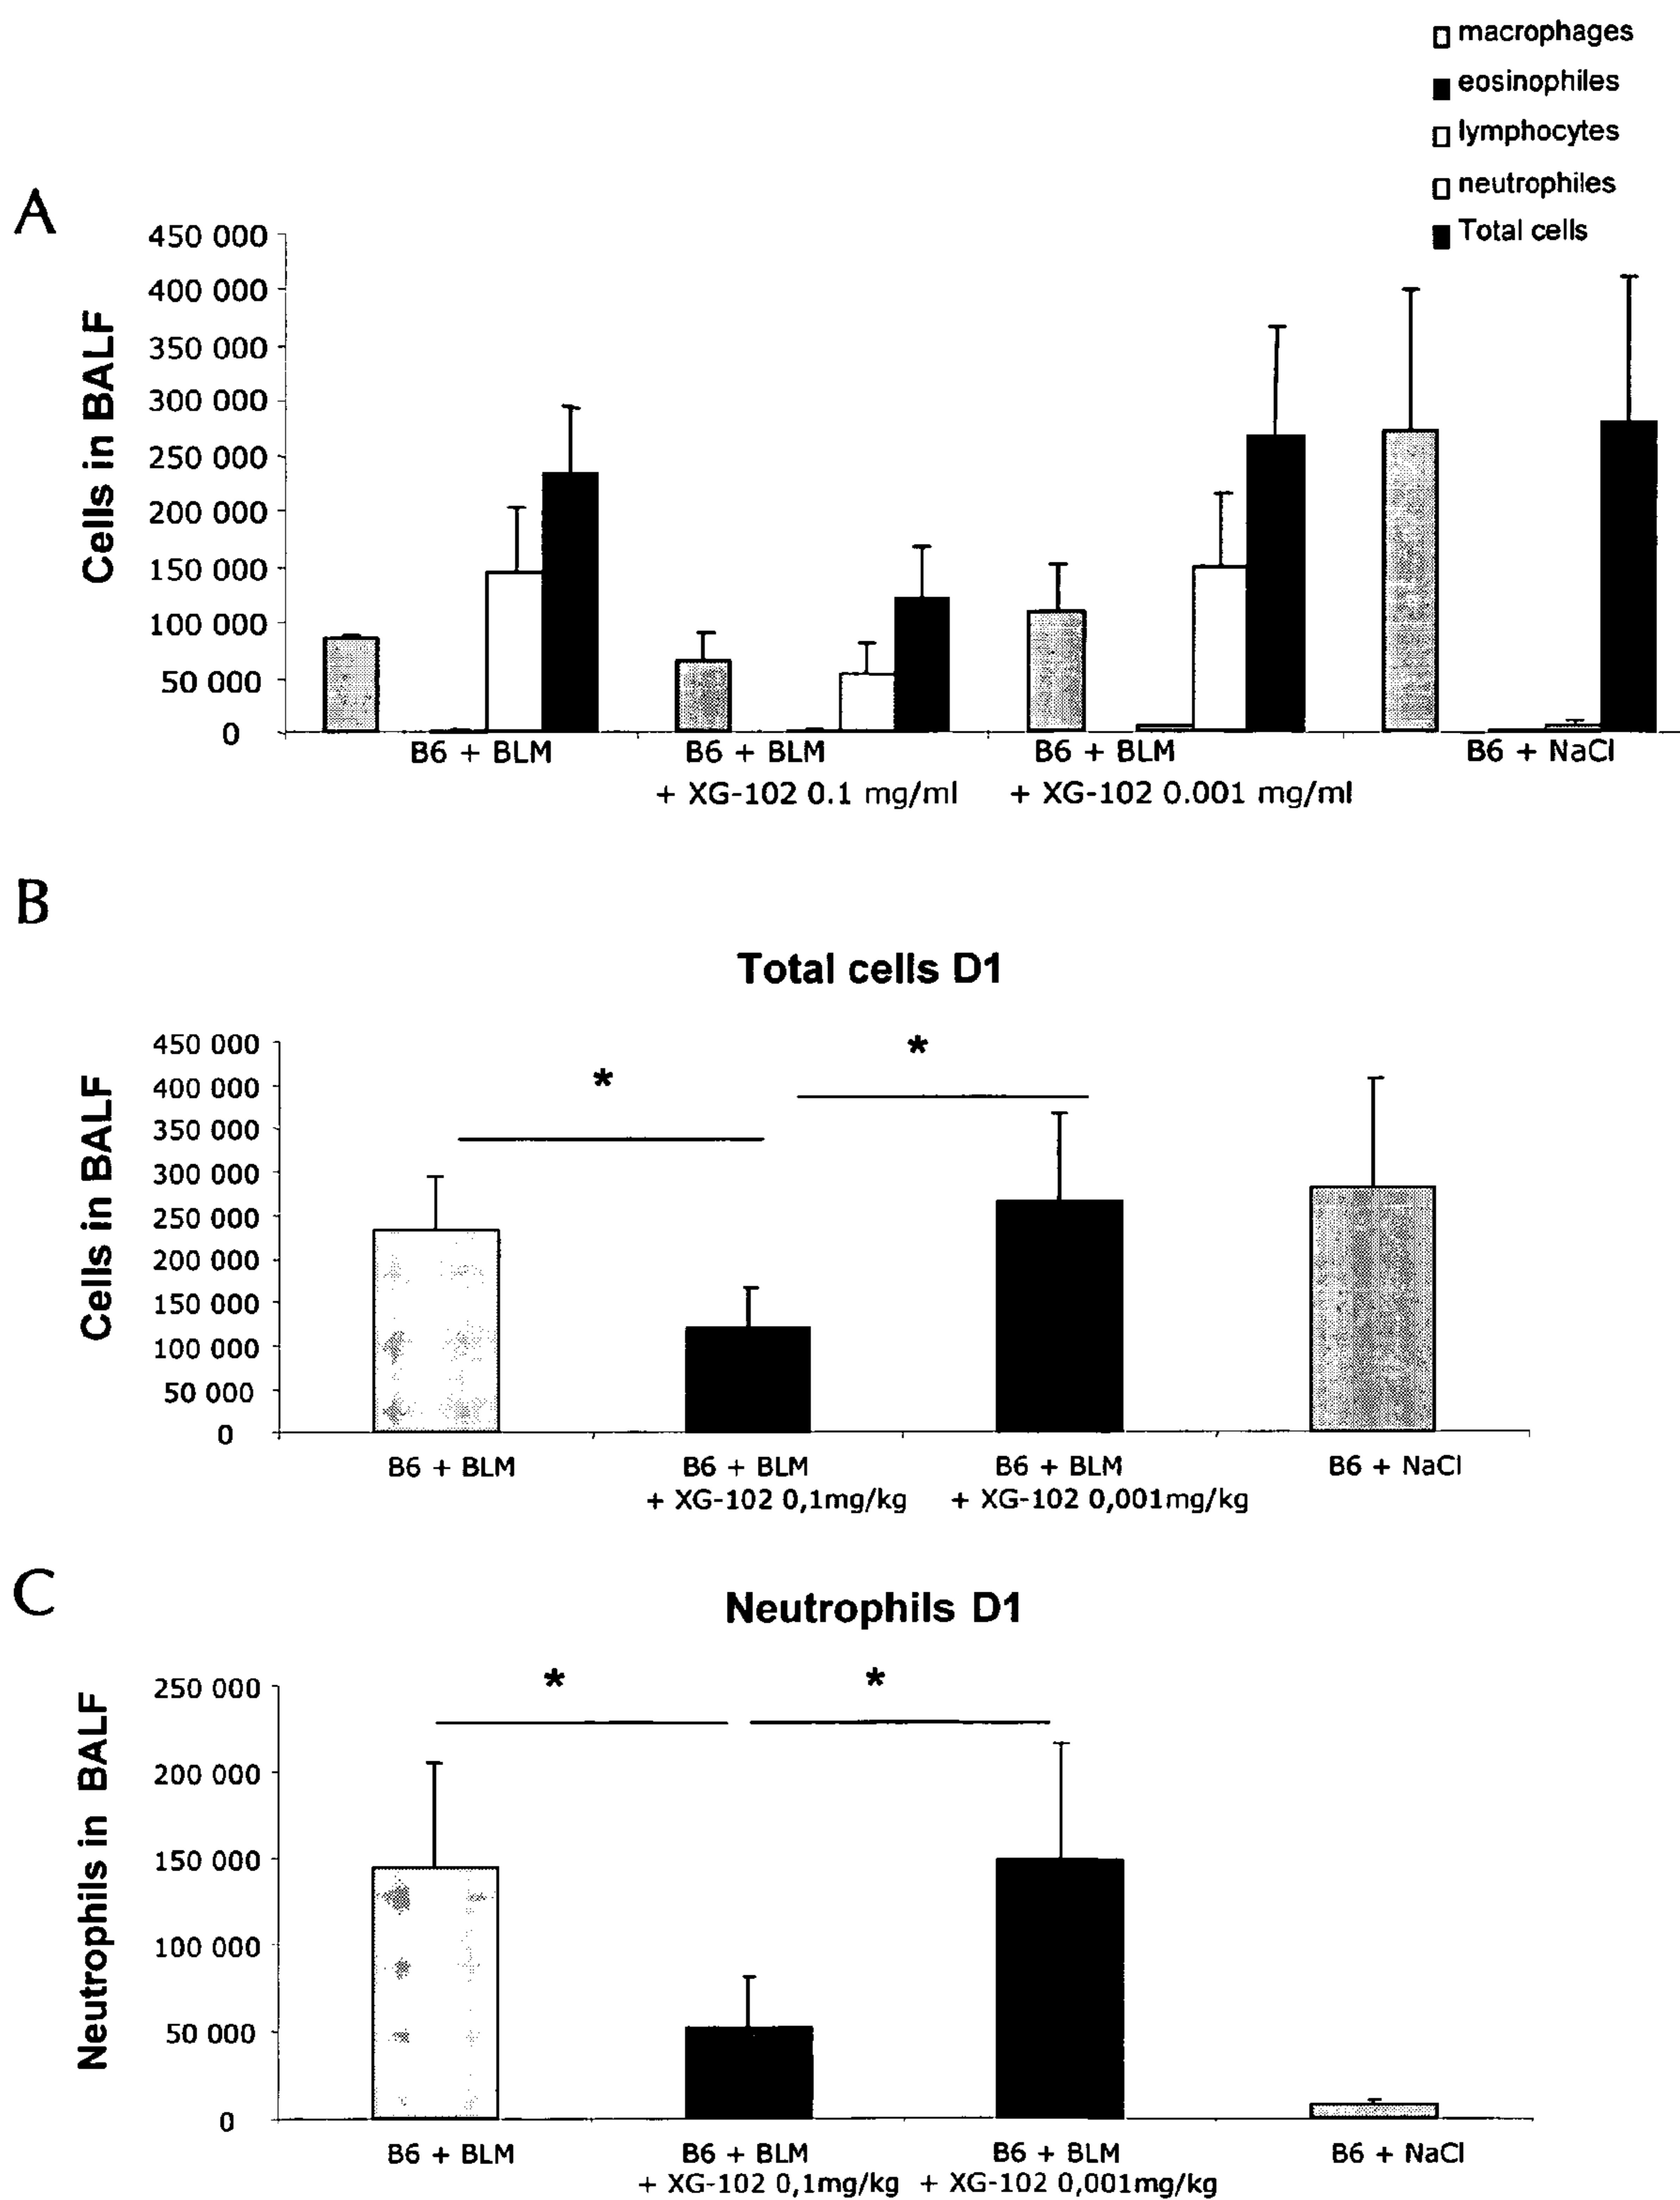 macrophages
eosinophiles
lymphocytes
neutrophiles
Total cells
A
Cells in BALF
450 000
400 000
350 000
300 000
250 000
200 000
150 000
100 000
50 000
0
B6 + BLM
B6 + BLM
B6 + BLM
B6 + NaCl
+ XG-102 0.1 mg/ml
+ XG-102 0.001 mg/ml
B
Total cells D1
Cells in BALF
450 000
400 000
350 000
300 000
250 000
200 000
150 000
100 000
50 000
0
*
*
B6 + BLM
B6 + BLM
B6 + BLM
B6 + NaCl
+ XG-102 0,1mg/kg
+ XG-102 0,001mg/kg
C
Neutrophils D1
Neutrophils in BALF
250 000
200 000
150 000
100 000
50 000
0
*
*
B6 + BLM
B6 + BLM
B6 + BLM
B6 + NaCl
+ XG-102 0,1mg/kg
+ XG-102 0,001mg/kg